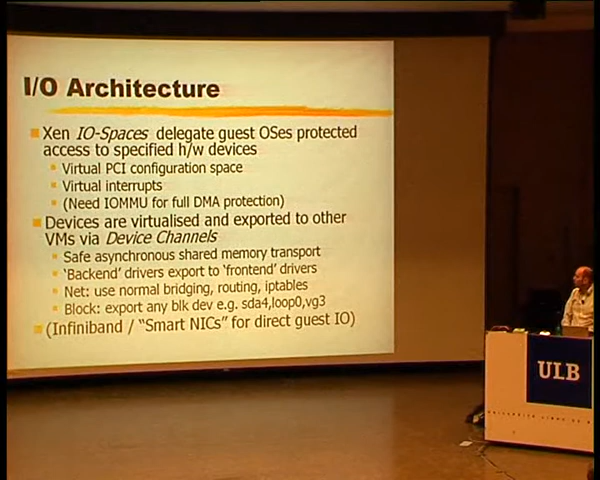 I/O Architecture
Xen IO-Spaces delegate guest OSes protected
access to specified h/w devices
Virtual PCI configuration space
Virtual interrupts
(Need IOMMU for full DMA protection)
Devices are virtualised and exported to other
VMs via Device Channels
Safe asynchronous shared memory transport
'Backend' drivers export to 'frontend' drivers
Net: use normal bridging, routing, iptables
Block: export any blk dev e.g. sda4,loop0,vg3
(Infiniband / "Smart NICs" for direct guest IO)
ULB